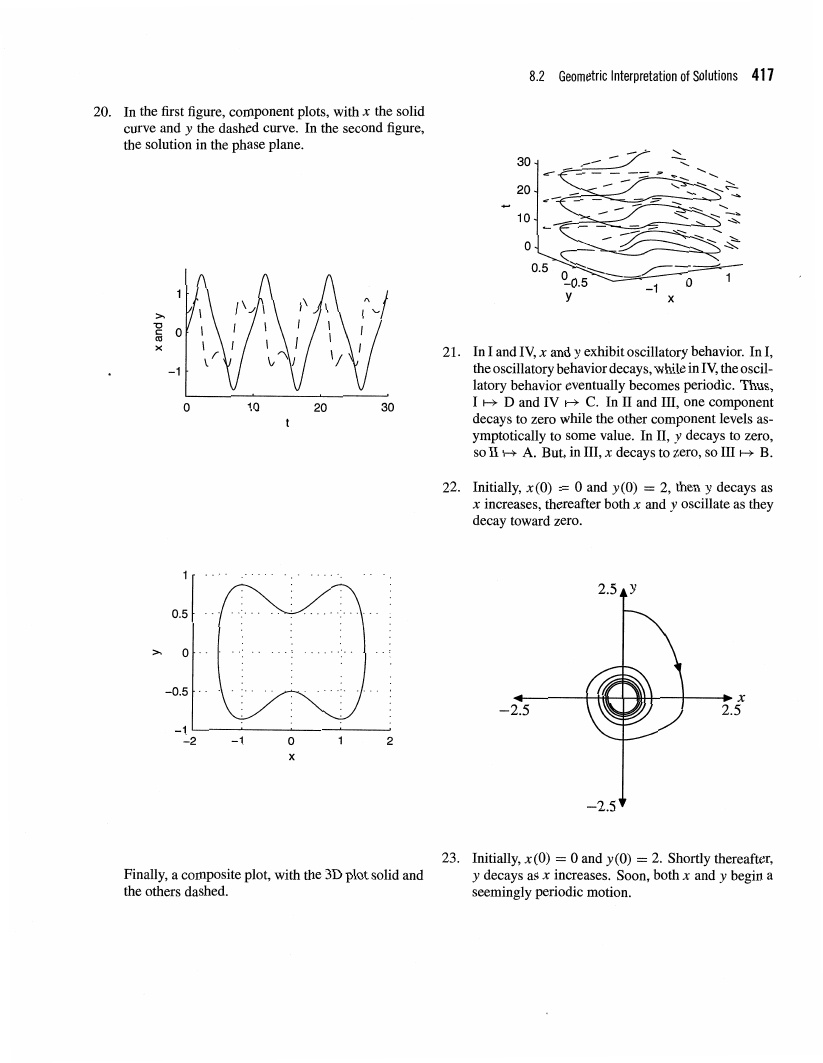 8.2 Geometric Interpretation of Solutions 417
20. In the first figure, component plots, with x the solid
curve and y the dashed curve. In the second figure,
the solution in the phase plane.
1
0
−1
x and y
0 10 20 30
t
1
0.5
0
−0.5
−1
y
−2 −1 0 1 2
x
Finally, a composite plot, with the 3D plot solid and
the others dashed.
30
20
10
0
t
0.5 0 −0.5
y
−1 0 1
x
21. In I and IV, x and y exhibit oscillatory behavior. In I,
the oscillatory behavior decays, while in IV, the oscil-
latory behavior eventually becomes periodic. Thus,
I ↦ D and IV ↦ C. In II and III, one component
decays to zero while the other component levels as-
ymptotically to some value. In II, y decays to zero,
so II ↦ A. But, in III, x decays to zero, so III ↦ B.
22. Initially, x(0) = 0 and y(0) = 2, then y decays as
x increases, thereafter both x and y oscillate as they
decay toward zero.
2.5 y
x
−2.5 2.5
−2.5
23. Initially, x(0) = 0 and y(0) = 2. Shortly thereafter,
y decays as x increases. Soon, both x and y begin a
seemingly periodic motion.